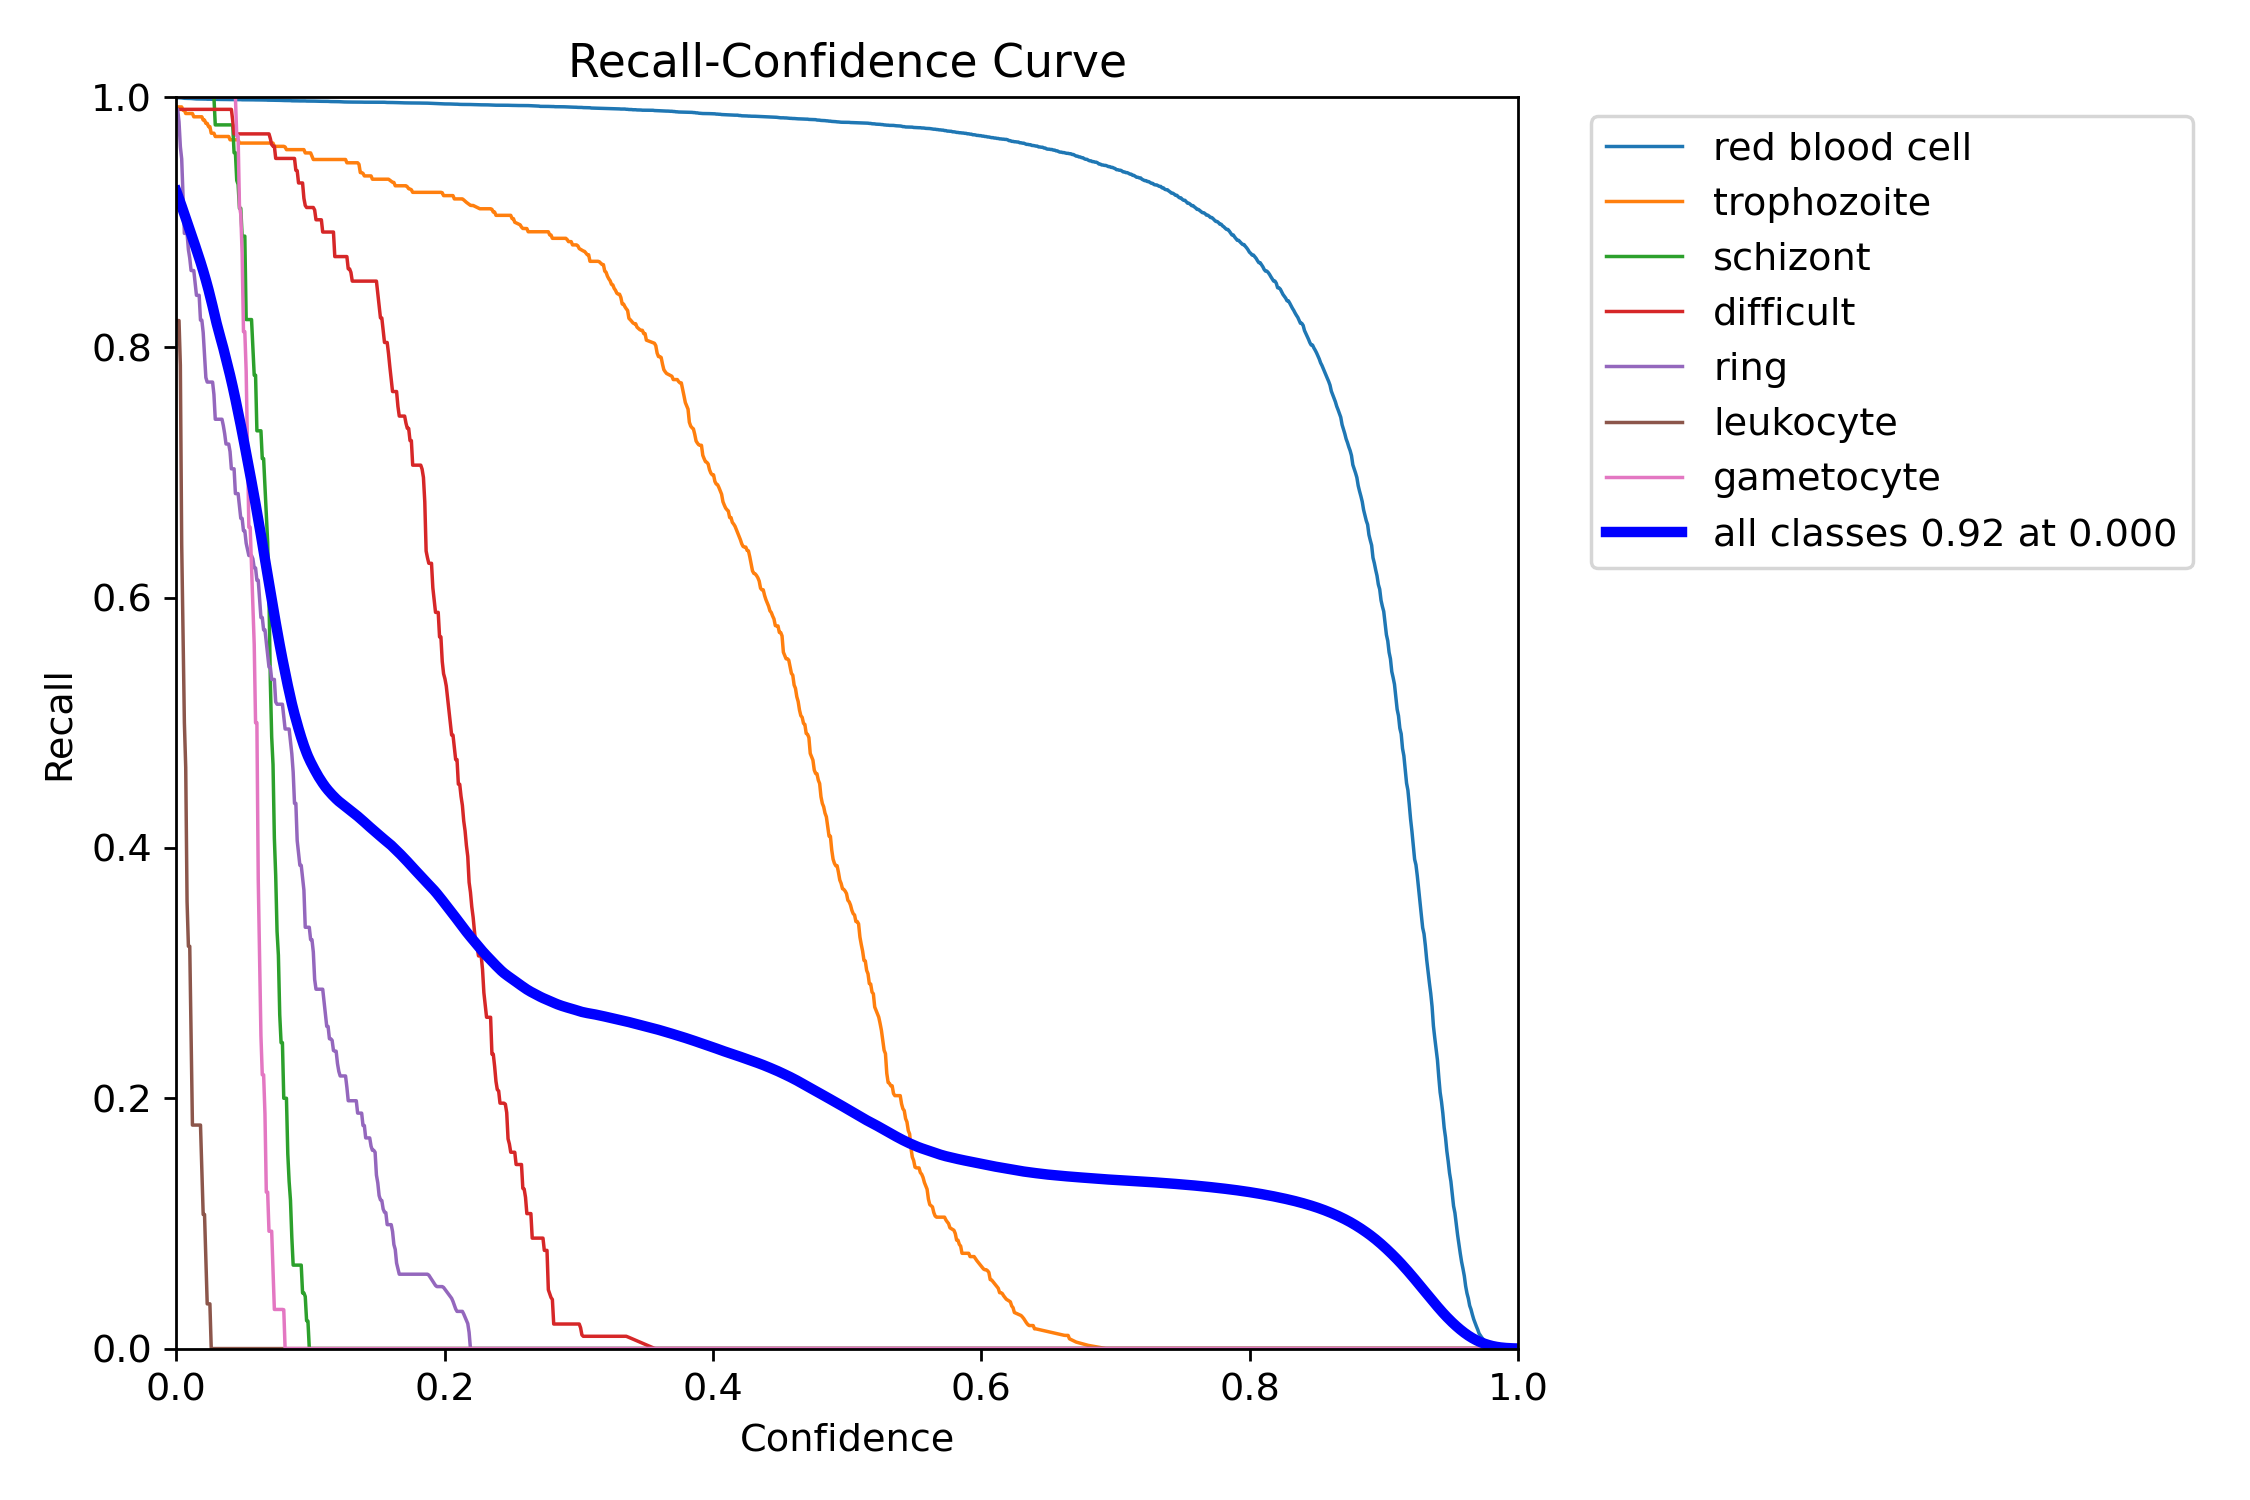 Recall-Confidence Curve
1.0
0.8
0.6
0.4
0.2
0.0
Recall
0.0 0.2 0.4 0.6 0.8 1.0
Confidence
red blood cell
trophozoite
schizont
difficult
ring
leukocyte
gametocyte
all classes 0.92 at 0.000